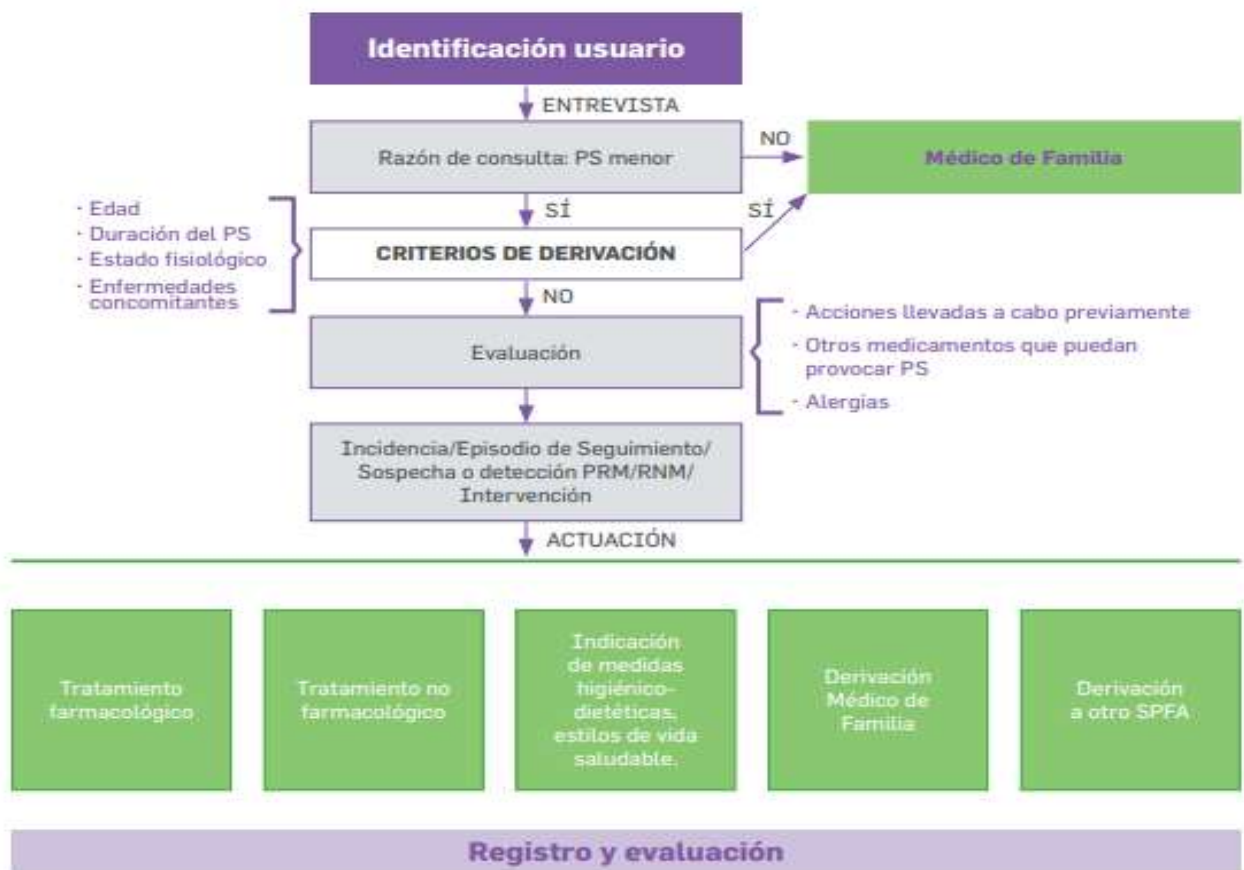 Identificación usuario
ENTREVISTA
Razón de consulta: PS menor
NO
Médico de Familia
SÍ
SÍ
· Edad
· Duración del PS
· Estado fisiológico
· Enfermedades
concomitantes
CRITERIOS DE DERIVACIÓN
NO
Evaluación
· Acciones llevadas a cabo previamente
· Otros medicamentos que puedan
provocar PS
· Alergias
Incidencia/Episodio de Seguimiento/
Sospecha o detección PRM/RNM/
Intervención
ACTUACIÓN
Tratamiento
farmacológico
Tratamiento no
farmacológico
Indicación
de medidas
higiénico-
dietéticas,
estilos de vida
saludable.
Derivación
Médico de
Familia
Derivación
a otro SPFA
Registro y evaluación